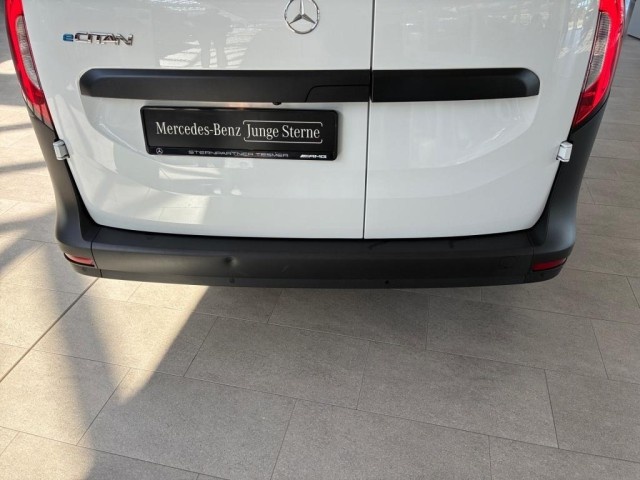 eCITAN
Mercedes-Benz Junge Sterne
STERNPARTNER TESMER AMG